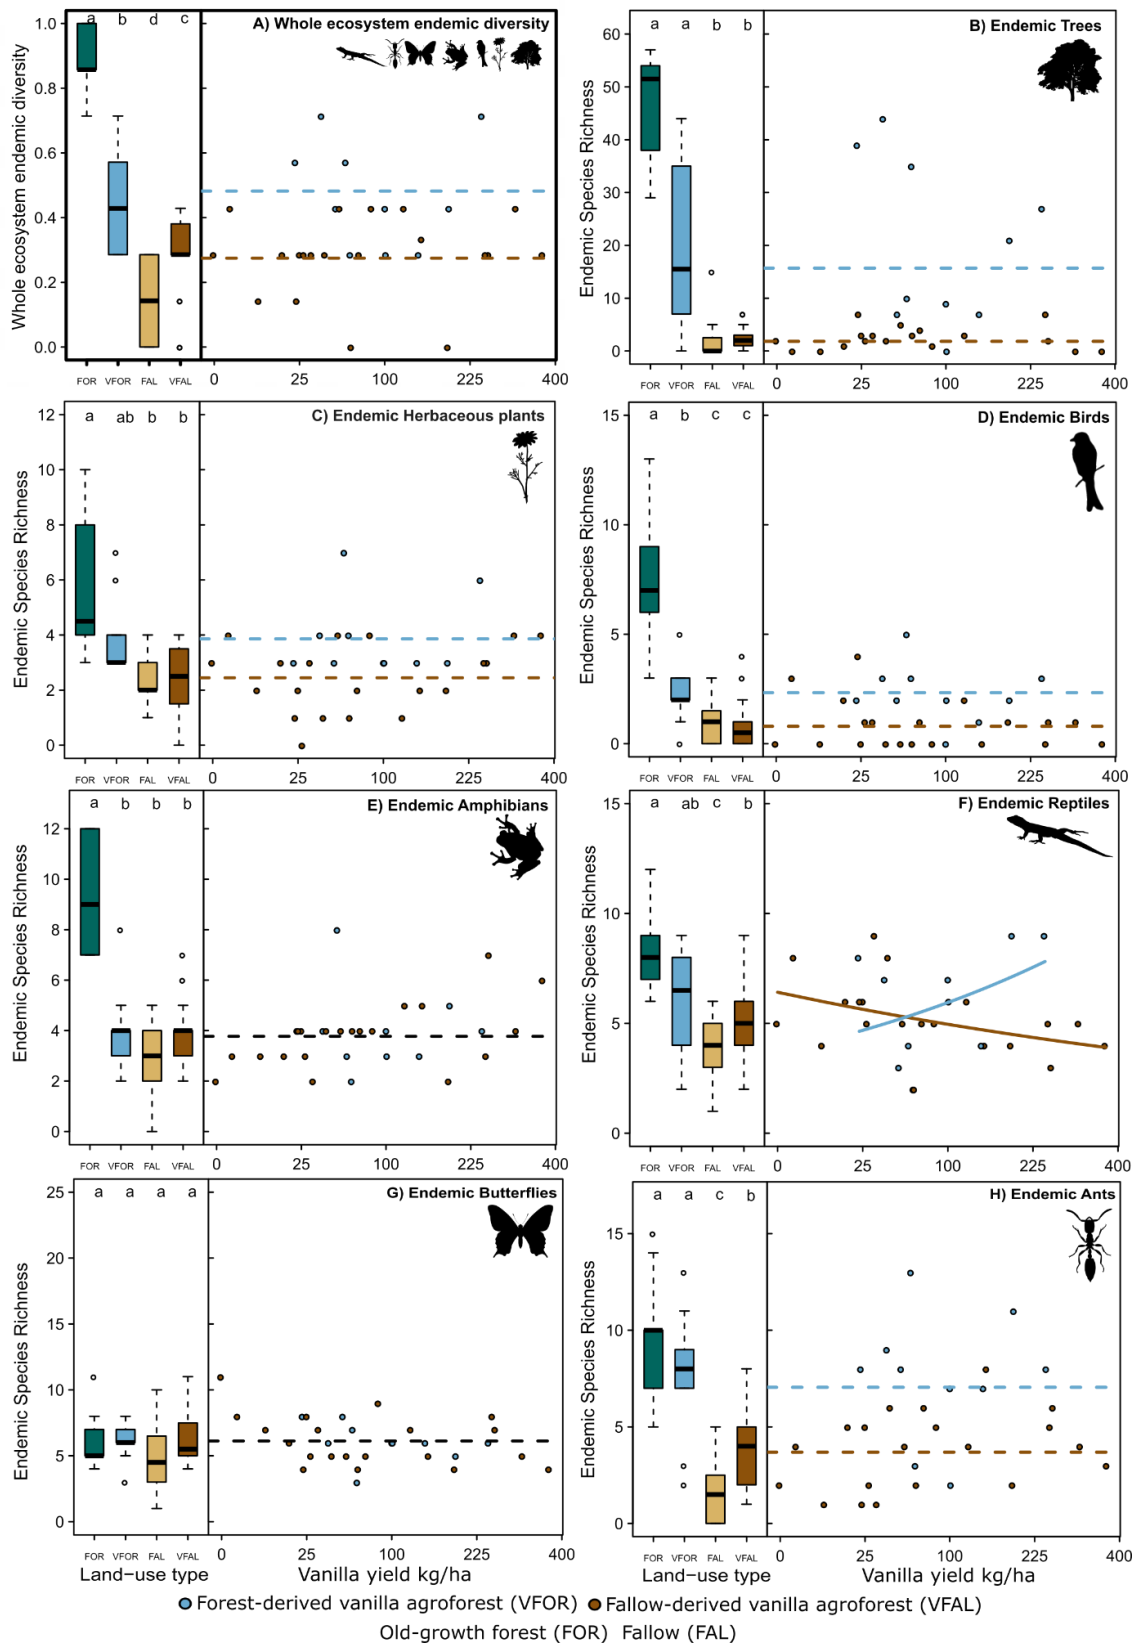 A) Whole ecosystem endemic diversity
a b d c
Whole ecosystem endemic diversity
1.0
0.8
0.6
0.4
0.2
0.0
FOR VFOR FAL VFAL
0 25 100 225 400
B) Endemic Trees
a a b b
Endemic Species Richness
60
50
40
30
20
10
0
FOR VFOR FAL VFAL
0 25 100 225 400
C) Endemic Herbaceous plants
a ab b b
Endemic Species Richness
12
10
8
6
4
2
0
FOR VFOR FAL VFAL
0 25 100 225 400
D) Endemic Birds
a b c c
Endemic Species Richness
15
10
5
0
FOR VFOR FAL VFAL
0 25 100 225 400
E) Endemic Amphibians
a b b b
Endemic Species Richness
12
10
8
6
4
2
0
FOR VFOR FAL VFAL
0 25 100 225 400
F) Endemic Reptiles
a ab c b
Endemic Species Richness
15
10
5
0
FOR VFOR FAL VFAL
0 25 100 225 400
G) Endemic Butterflies
a a a a
Endemic Species Richness
25
20
15
10
5
0
FOR VFOR FAL VFAL
0 25 100 225 400
Land-use type Vanilla yield kg/ha
H) Endemic Ants
a a c b
Endemic Species Richness
15
10
5
0
FOR VFOR FAL VFAL
0 25 100 225 400
Land-use type Vanilla yield kg/ha
Forest-derived vanilla agroforest (VFOR) Fallow-derived vanilla agroforest (VFAL)
Old-growth forest (FOR) Fallow (FAL)